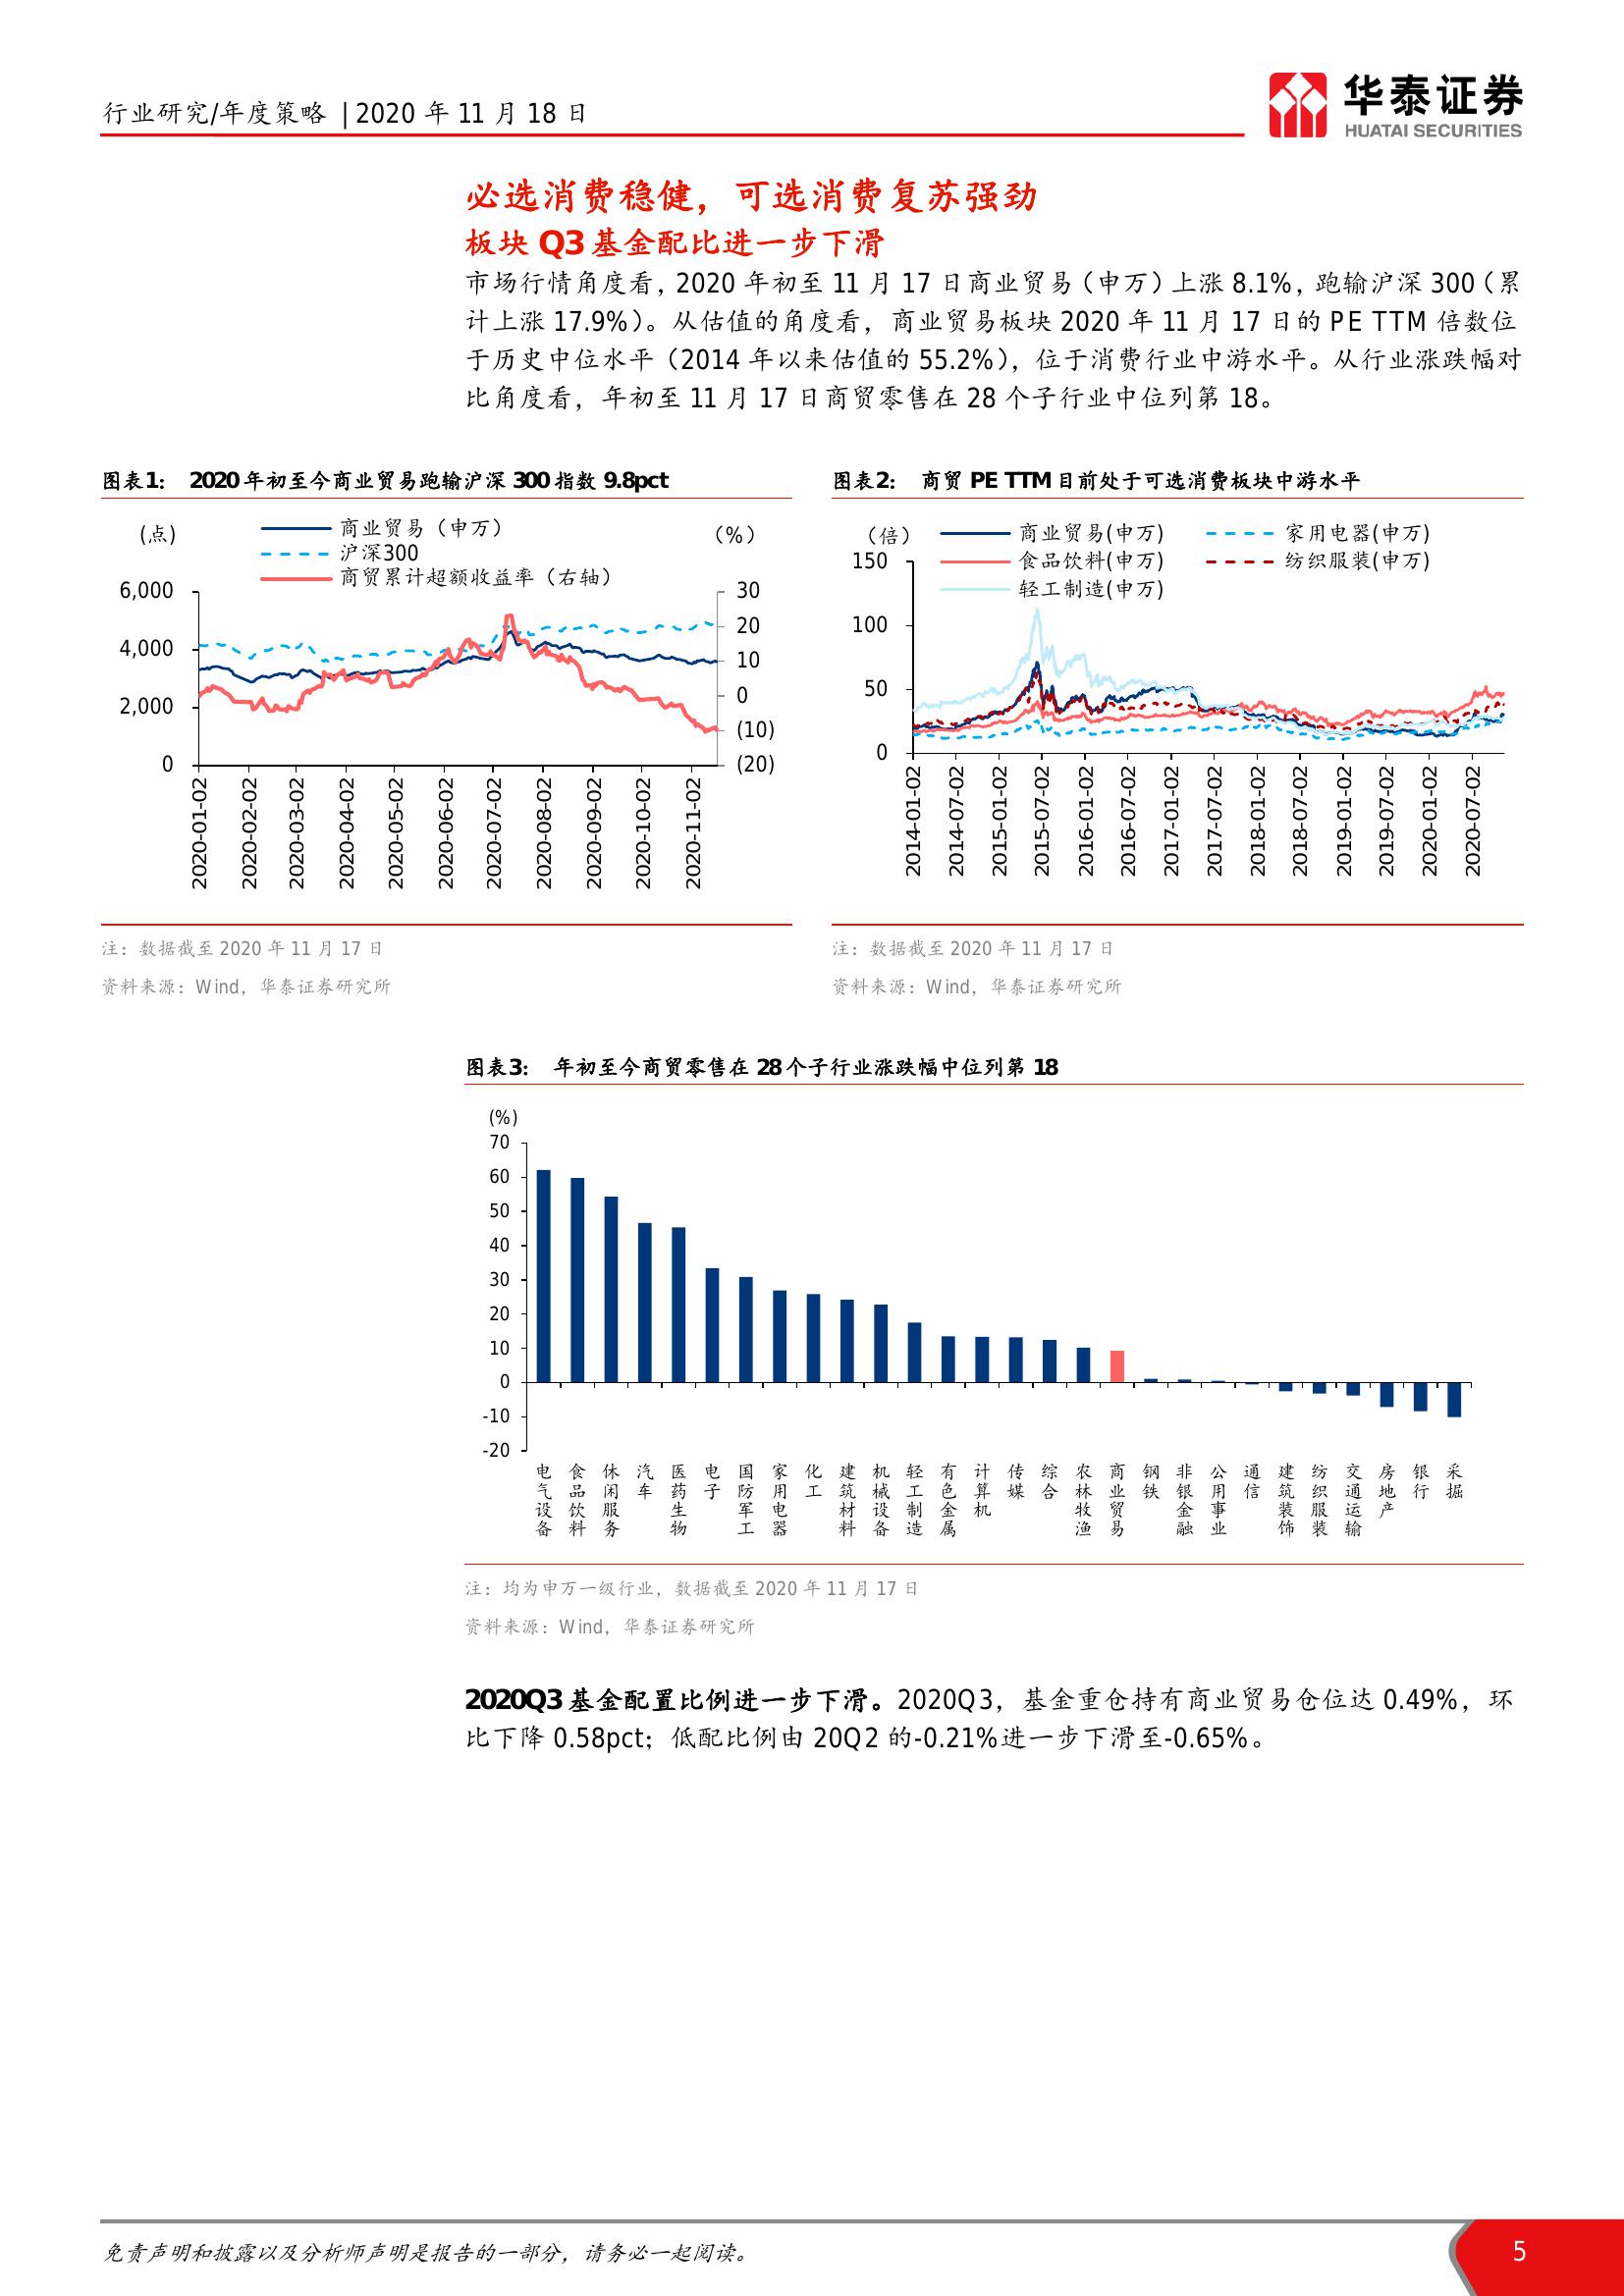 行业研究/年度策略 | 2020 年 11 月 18 日
华泰证券
HUATAI SECURITIES
必选消费稳健，可选消费复苏强劲
板块 Q3 基金配比进一步下滑
市场行情角度看，2020 年初至 11 月 17 日商业贸易（申万）上涨 8.1%，跑输沪深 300（累
计上涨 17.9%）。从估值的角度看，商业贸易板块 2020 年 11 月 17 日的 PE TTM 倍数位
于历史中位水平（2014 年以来估值的 55.2%），位于消费行业中游水平。从行业涨跌幅对
比角度看，年初至 11 月 17 日商贸零售在 28 个子行业中位列第 18。
图表1： 2020 年初至今商业贸易跑输沪深 300 指数 9.8pct
(点)
商业贸易（申万）
沪深300
商贸累计超额收益率（右轴）
(%)
6,000
4,000
2,000
0
30
20
10
0
(10)
(20)
2020-01-02
2020-02-02
2020-03-02
2020-04-02
2020-05-02
2020-06-02
2020-07-02
2020-08-02
2020-09-02
2020-10-02
2020-11-02
注：数据截至 2020 年 11 月 17 日
资料来源：Wind，华泰证券研究所
图表2： 商贸 PE TTM 目前处于可选消费板块中游水平
（倍）
商业贸易(申万)
家用电器(申万)
食品饮料(申万)
纺织服装(申万)
轻工制造(申万)
150
100
50
0
2014-01-02
2014-07-02
2015-01-02
2015-07-02
2016-01-02
2016-07-02
2017-01-02
2017-07-02
2018-01-02
2018-07-02
2019-01-02
2019-07-02
2020-01-02
2020-07-02
注：数据截至 2020 年 11 月 17 日
资料来源：Wind，华泰证券研究所
图表3： 年初至今商贸零售在 28 个子行业涨跌幅中位列第 18
(%)
70
60
50
40
30
20
10
0
-10
-20
电气设备
食品饮料
休闲服务
汽车
医药生物
电子
国防军工
家用电器
化工
建筑材料
机械设备
轻工制造
有色金属
计算机
传媒
综合
农林牧渔
商业贸易
钢铁
非银金融
公用事业
通信
建筑装饰
纺织服装
交通运输
房地产
银行
采掘
注：均为申万一级行业，数据截至 2020 年 11 月 17 日
资料来源：Wind，华泰证券研究所
2020Q3 基金配置比例进一步下滑。2020Q3，基金重仓持有商业贸易仓位达 0.49%，环
比下降 0.58pct；低配比例由 20Q2 的-0.21%进一步下滑至-0.65%。
免责声明和披露以及分析师声明是报告的一部分，请务必一起阅读。
5